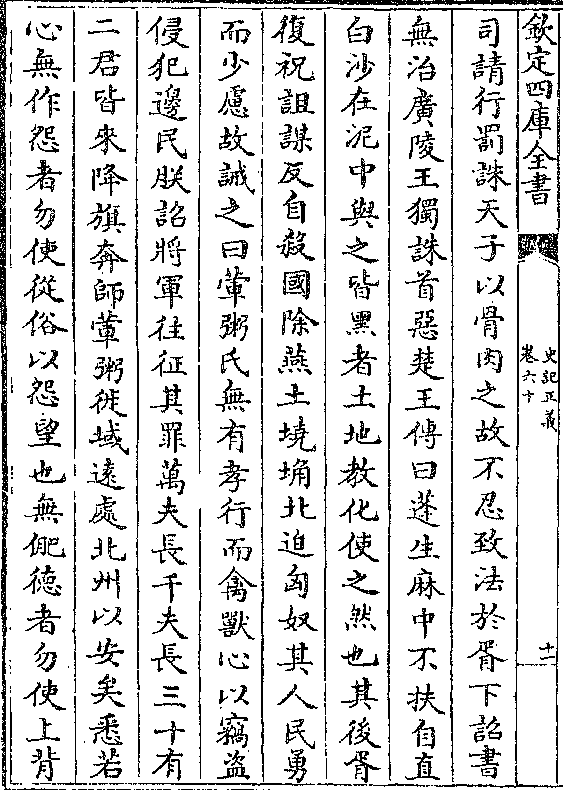 欽定四庫全書
史記正義
卷六十
十一
司請行罰誅天子以骨肉之故不忍致法於胥下詔書
無治廣陵王獨誅首惡楚王傳曰蓬生麻中不扶自直
白沙在泥中與之皆黑者土地教化使之然也其後胥
復祝詛謀反自殺國除燕土墝埆北迫匈奴其人民勇
而少慮故誡之曰葷粥氏無有孝行而禽獸心以竊盜
侵犯邊民朕詔將軍往征其罪萬夫長千夫長三十有
二君皆來降旗奔師葷粥徙域遠處北州以安矣悉若
心無作怨者勿使從俗以怨望也無俷德者勿使上背